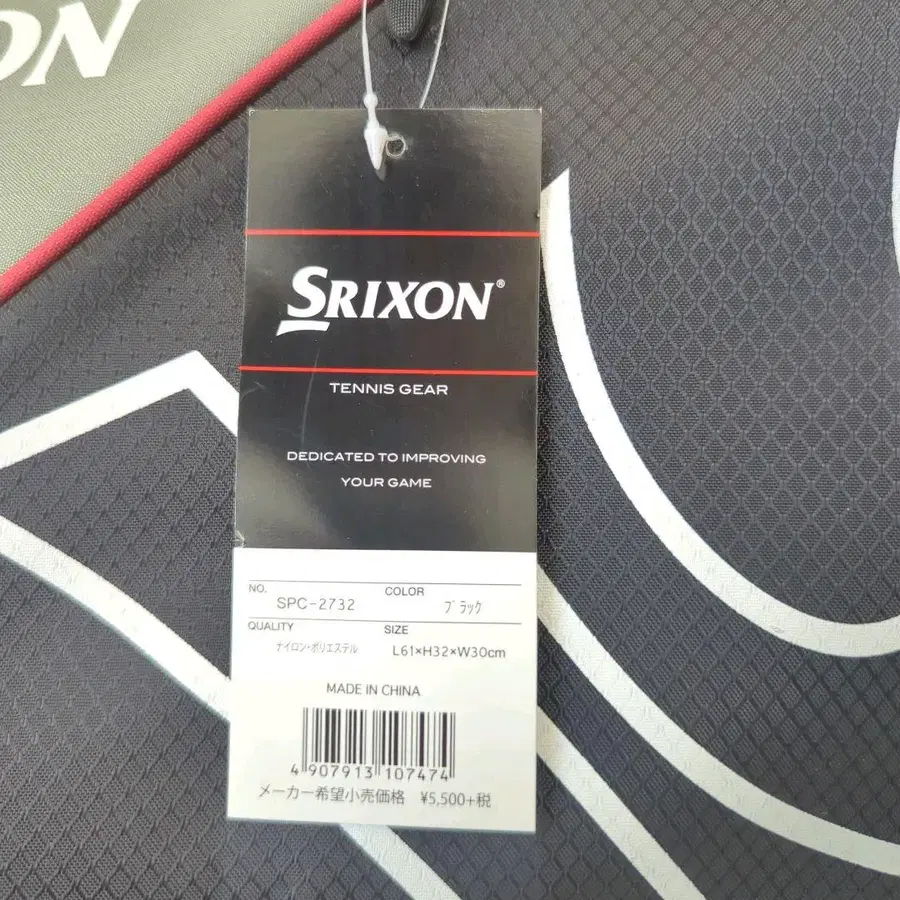 ON
SRIXON®
TENNIS GEAR
DEDICATED TO IMPROVING
YOUR GAME
NO. SPC-2732 COLOR ブラック
QUALITY ナイロン・ポリエステル SIZE L61×H32×W30cm
MADE IN CHINA
4 907913 107474
メーカー希望小売価格 ¥5,500+税